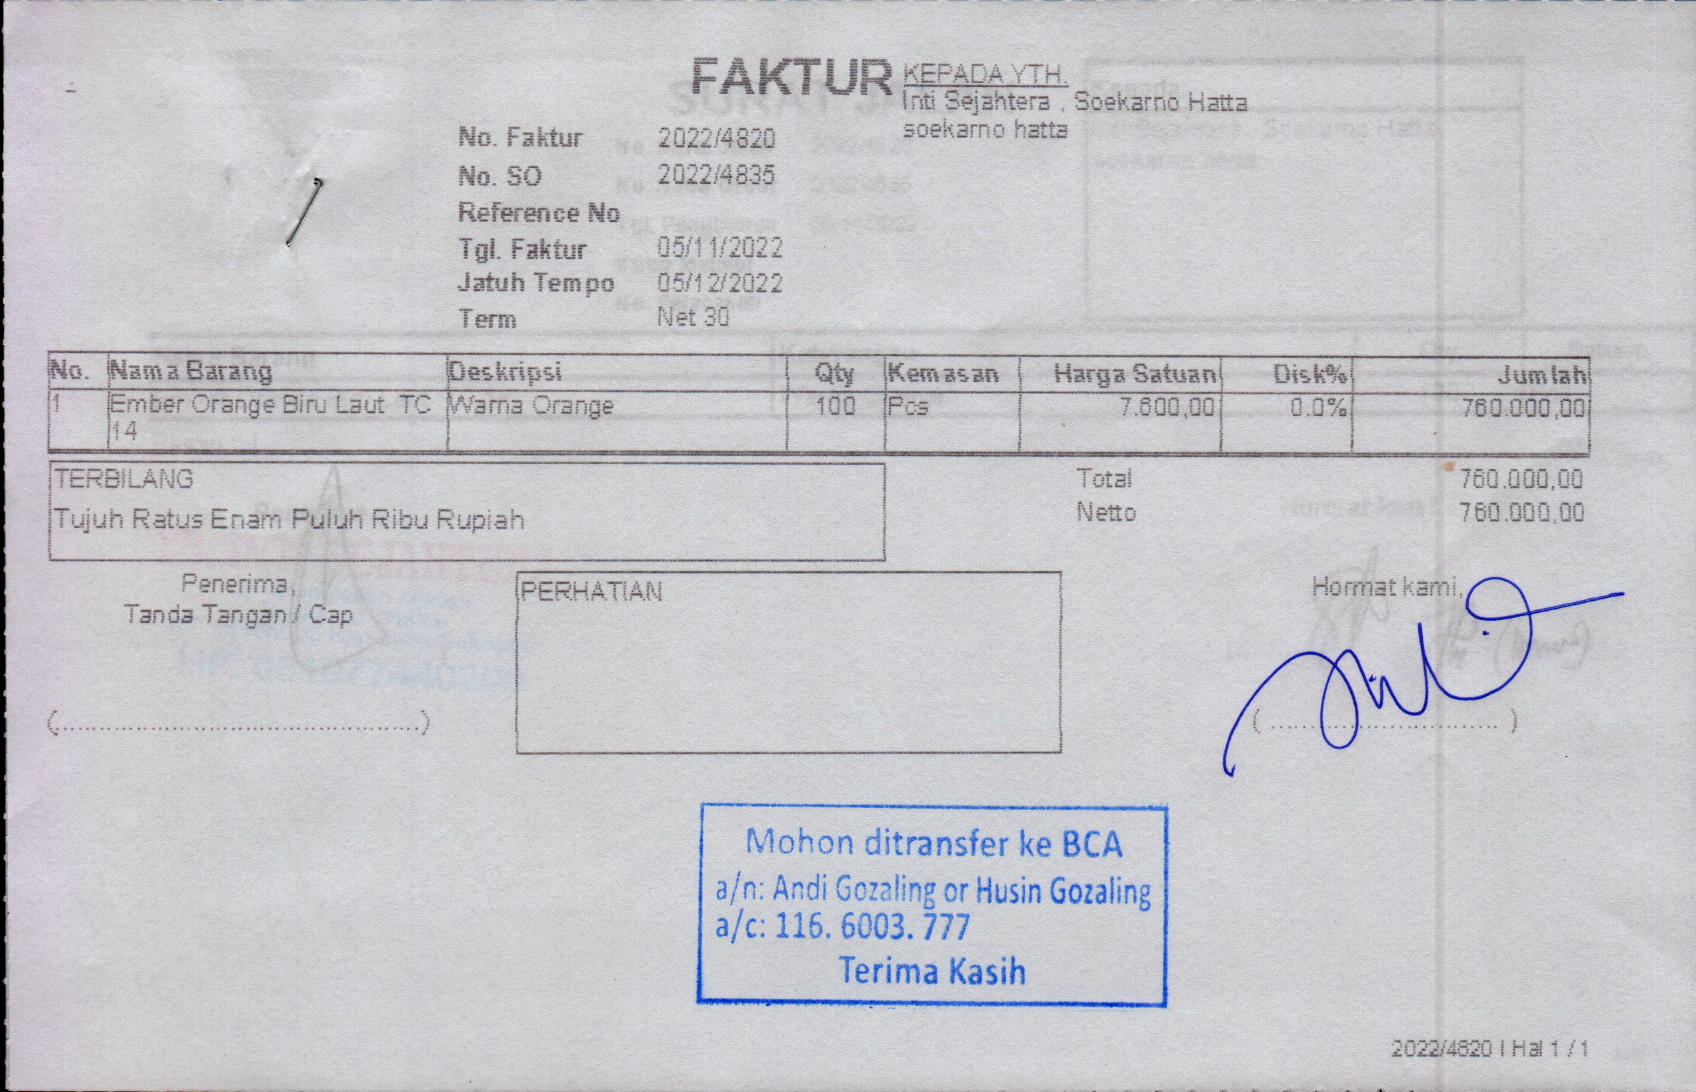 FAKTUR
KEPADA YTH.
Inti Sejahtera , Soekarno Hatta
soekarno hatta
No. Faktur 2022/4820
No. SO 2022/4835
Reference No
Tgl. Faktur 05/11/2022
Jatuh Tempo 05/12/2022
Term Net 30
No. Nama Barang Deskripsi Qty Kemasan Harga Satuan Disk% Jumlah
1 Ember Orange Biru Laut TC Warna Orange 100 Pcs 7.600,00 0.0% 760.000,00
14
TERBILANG
Tujuh Ratus Enam Puluh Ribu Rupiah
Total 760.000,00
Netto 760.000,00
Penerima,
Tanda Tangan / Cap
(..............................................)
PERHATIAN
Hormat kami,
(.............................)
Mohon ditransfer ke BCA
a/n: Andi Gozaling or Husin Gozaling
a/c: 116. 6003. 777
Terima Kasih
2022/4820 I Hal 1 / 1